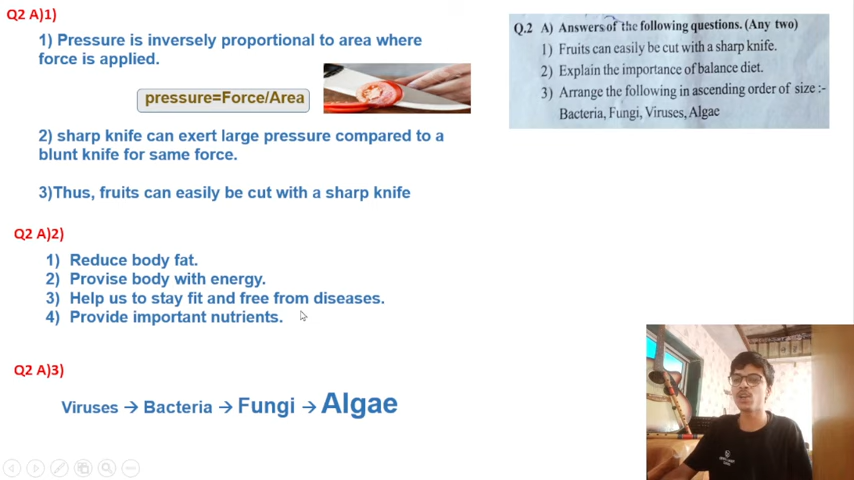 Q2 A)1)
1) Pressure is inversely proportional to area where
force is applied.
pressure=Force/Area
2) sharp knife can exert large pressure compared to a
blunt knife for same force.
3)Thus, fruits can easily be cut with a sharp knife
Q2 A)2)
1) Reduce body fat.
2) Provise body with energy.
3) Help us to stay fit and free from diseases.
4) Provide important nutrients.
Q2 A)3)
Viruses → Bacteria → Fungi → Algae
Q.2 A) Answers of the following questions. (Any two)
1) Fruits can easily be cut with a sharp knife.
2) Explain the importance of balance diet.
3) Arrange the following in ascending order of size :-
Bacteria, Fungi, Viruses, Algae